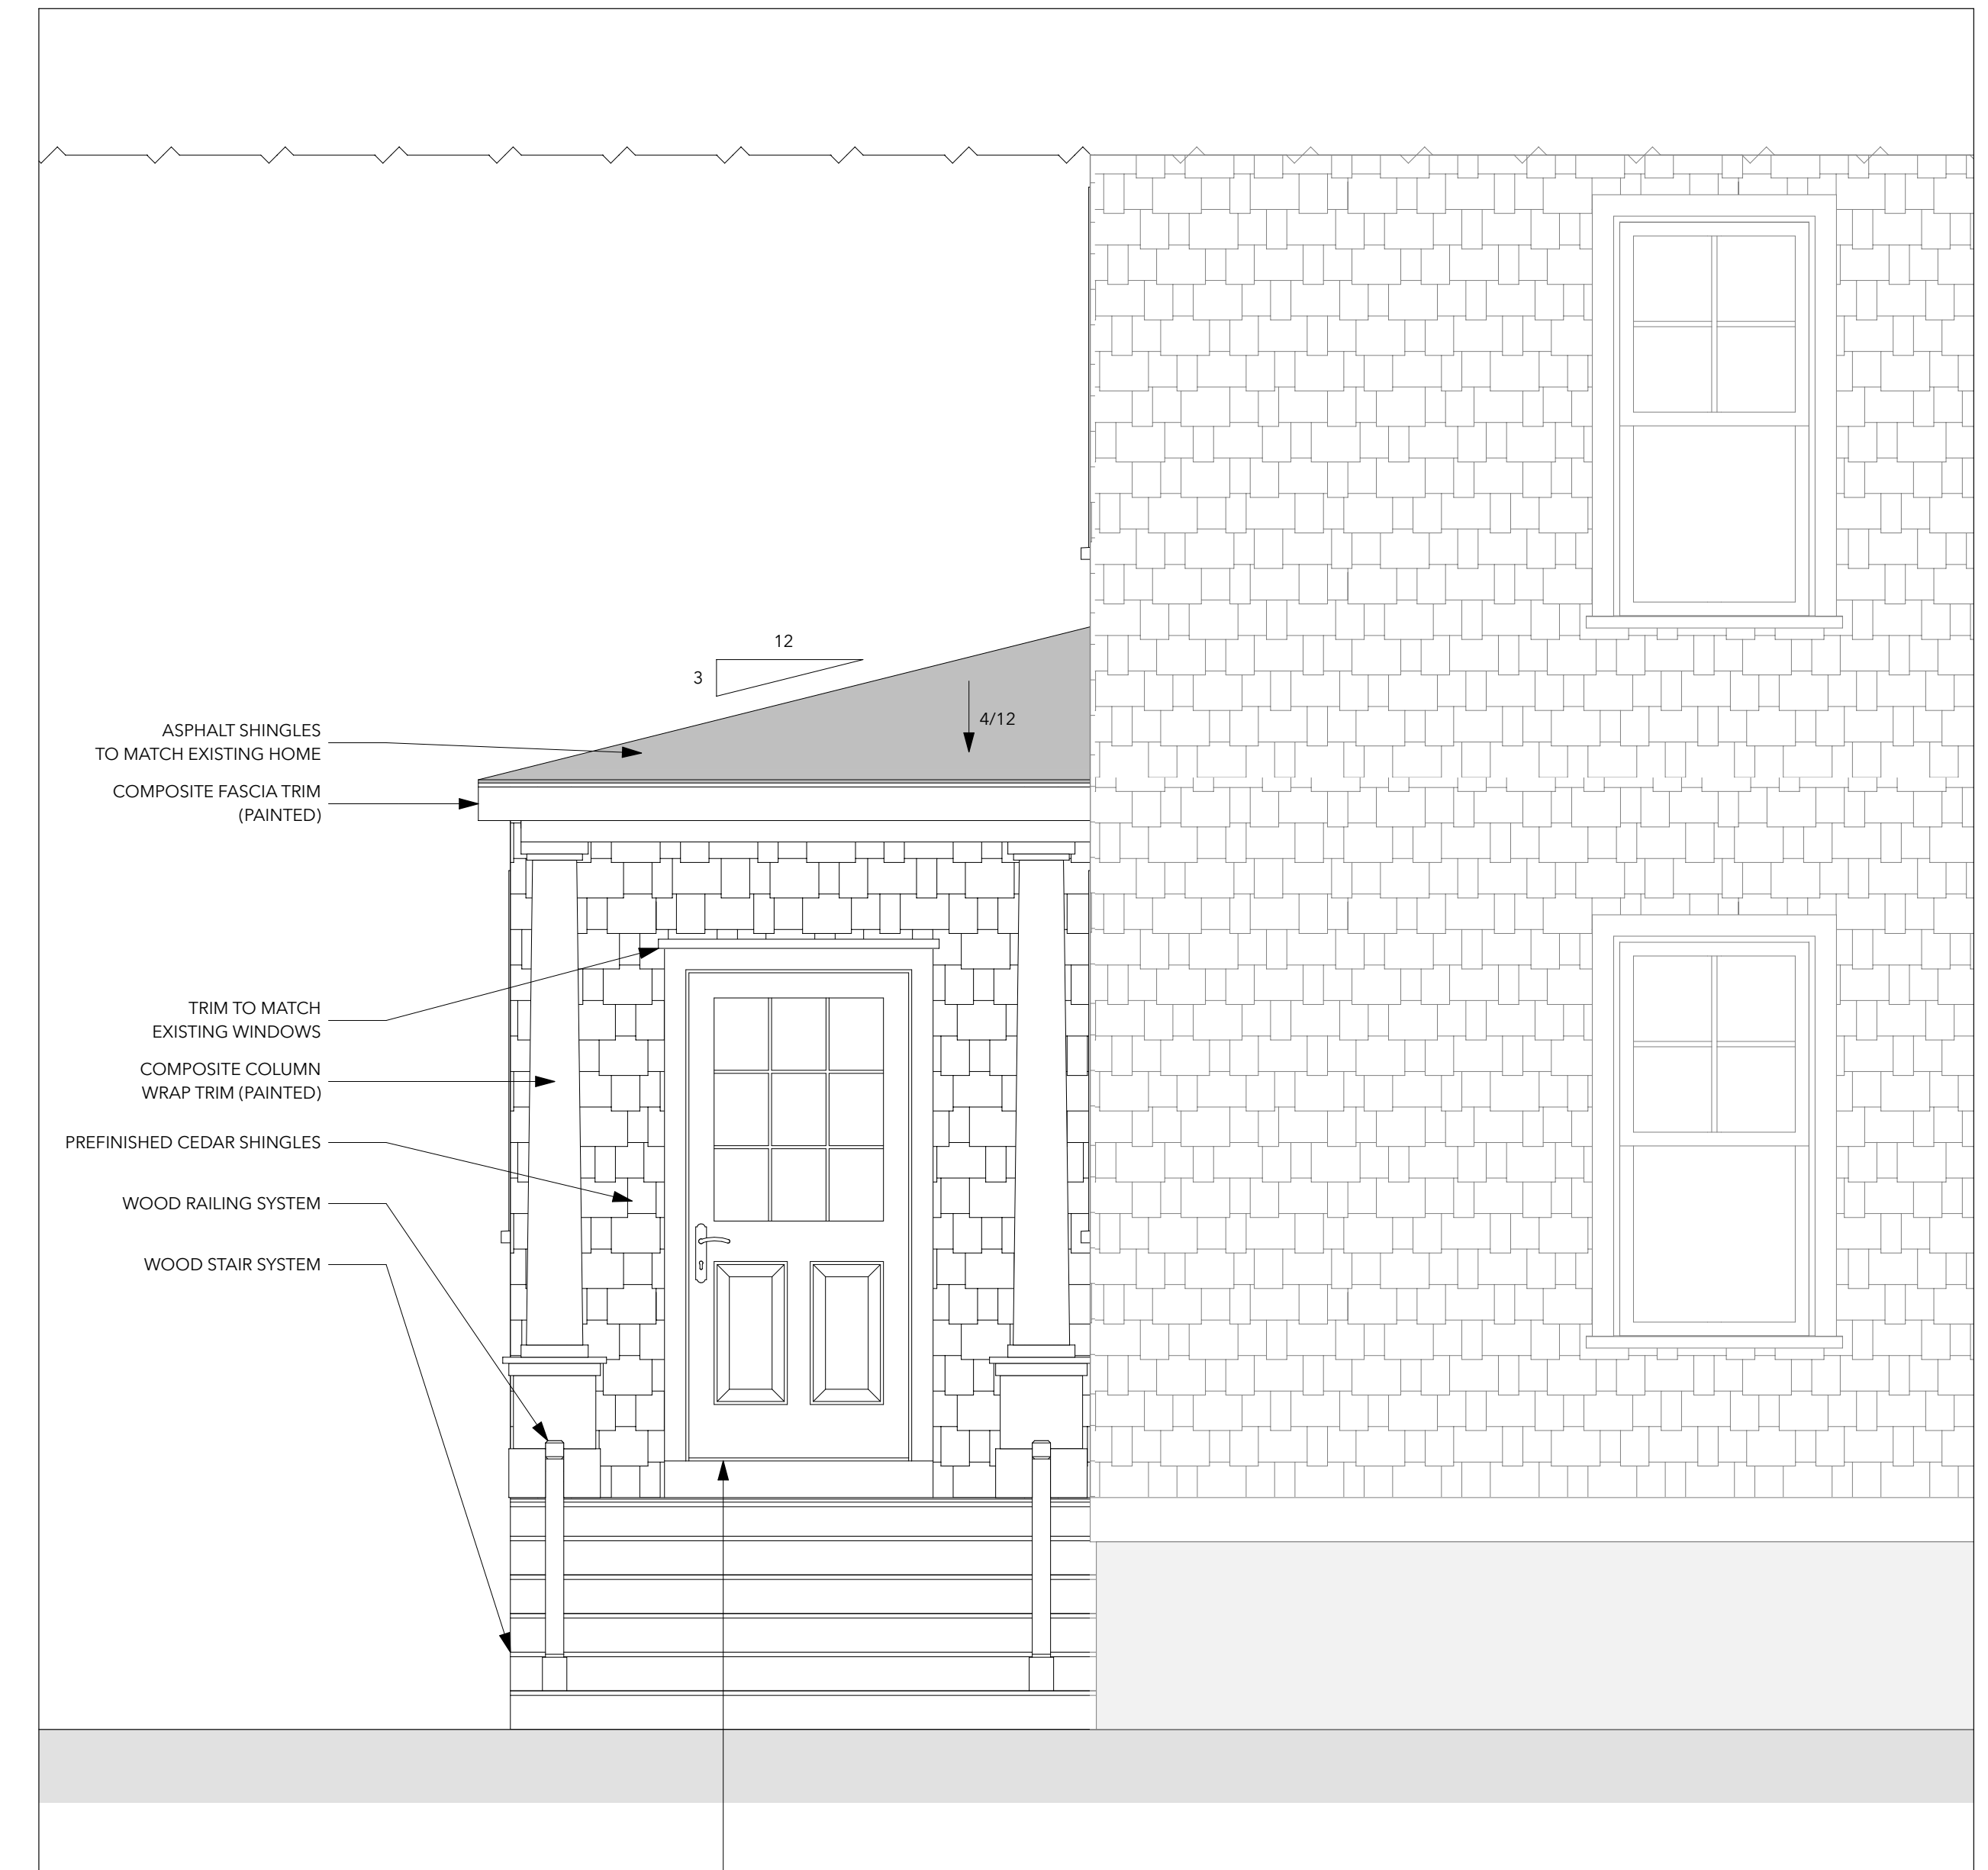 12
3
4/12
ASPHALT SHINGLES
TO MATCH EXISTING HOME
COMPOSITE FASCIA TRIM
(PAINTED)
TRIM TO MATCH
EXISTING WINDOWS
COMPOSITE COLUMN
WRAP TRIM (PAINTED)
PREFINISHED CEDAR SHINGLES
WOOD RAILING SYSTEM
WOOD STAIR SYSTEM